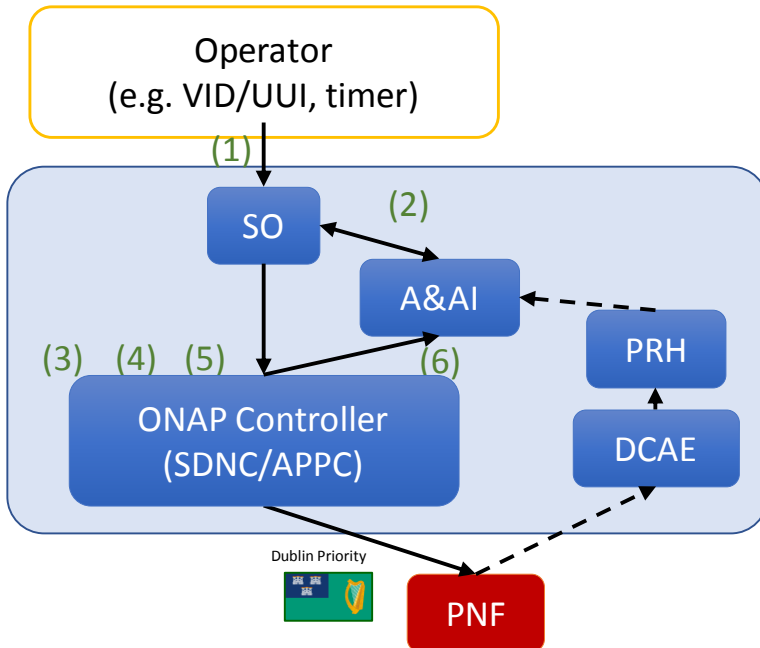 Operator
(e.g. VID/UUI, timer)
(1)
SO
(2)
A&AI
PRH
(3) (4) (5) (6)
ONAP Controller
(SDNC/APPC)
DCAE
Dublin Priority
PNF